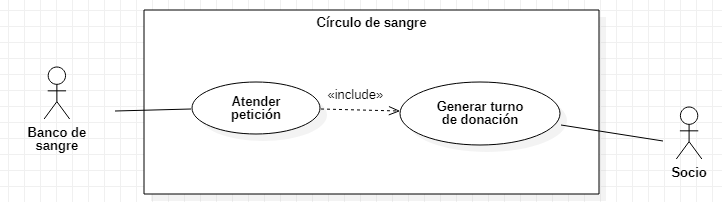 Círculo de sangre
«include»
Atender
petición
Generar turno
de donación
Banco de
sangre
Socio